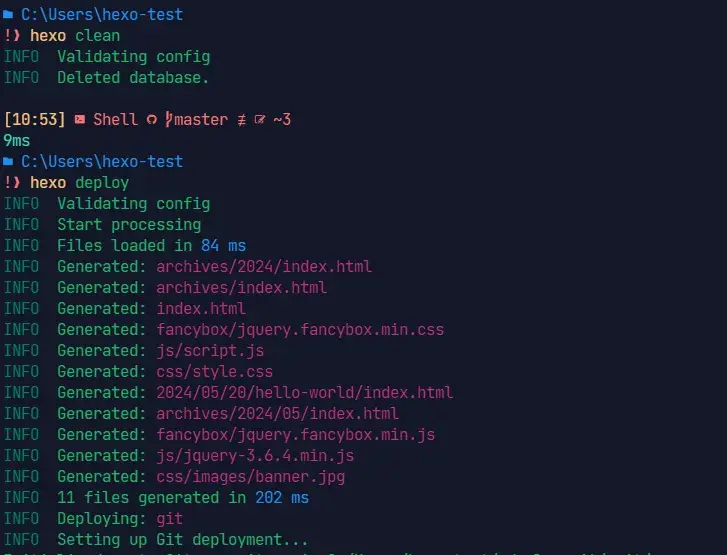 C:\Users\hexo-test
!❯ hexo clean
INFO  Validating config
INFO  Deleted database.
[10:53] Shell master ≢ ~3
9ms
C:\Users\hexo-test
!❯ hexo deploy
INFO  Validating config
INFO  Start processing
INFO  Files loaded in 84 ms
INFO  Generated: archives/2024/index.html
INFO  Generated: archives/index.html
INFO  Generated: index.html
INFO  Generated: fancybox/jquery.fancybox.min.css
INFO  Generated: js/script.js
INFO  Generated: css/style.css
INFO  Generated: 2024/05/20/hello-world/index.html
INFO  Generated: archives/2024/05/index.html
INFO  Generated: fancybox/jquery.fancybox.min.js
INFO  Generated: js/jquery-3.6.4.min.js
INFO  Generated: css/images/banner.jpg
INFO  11 files generated in 202 ms
INFO  Deploying: git
INFO  Setting up Git deployment...